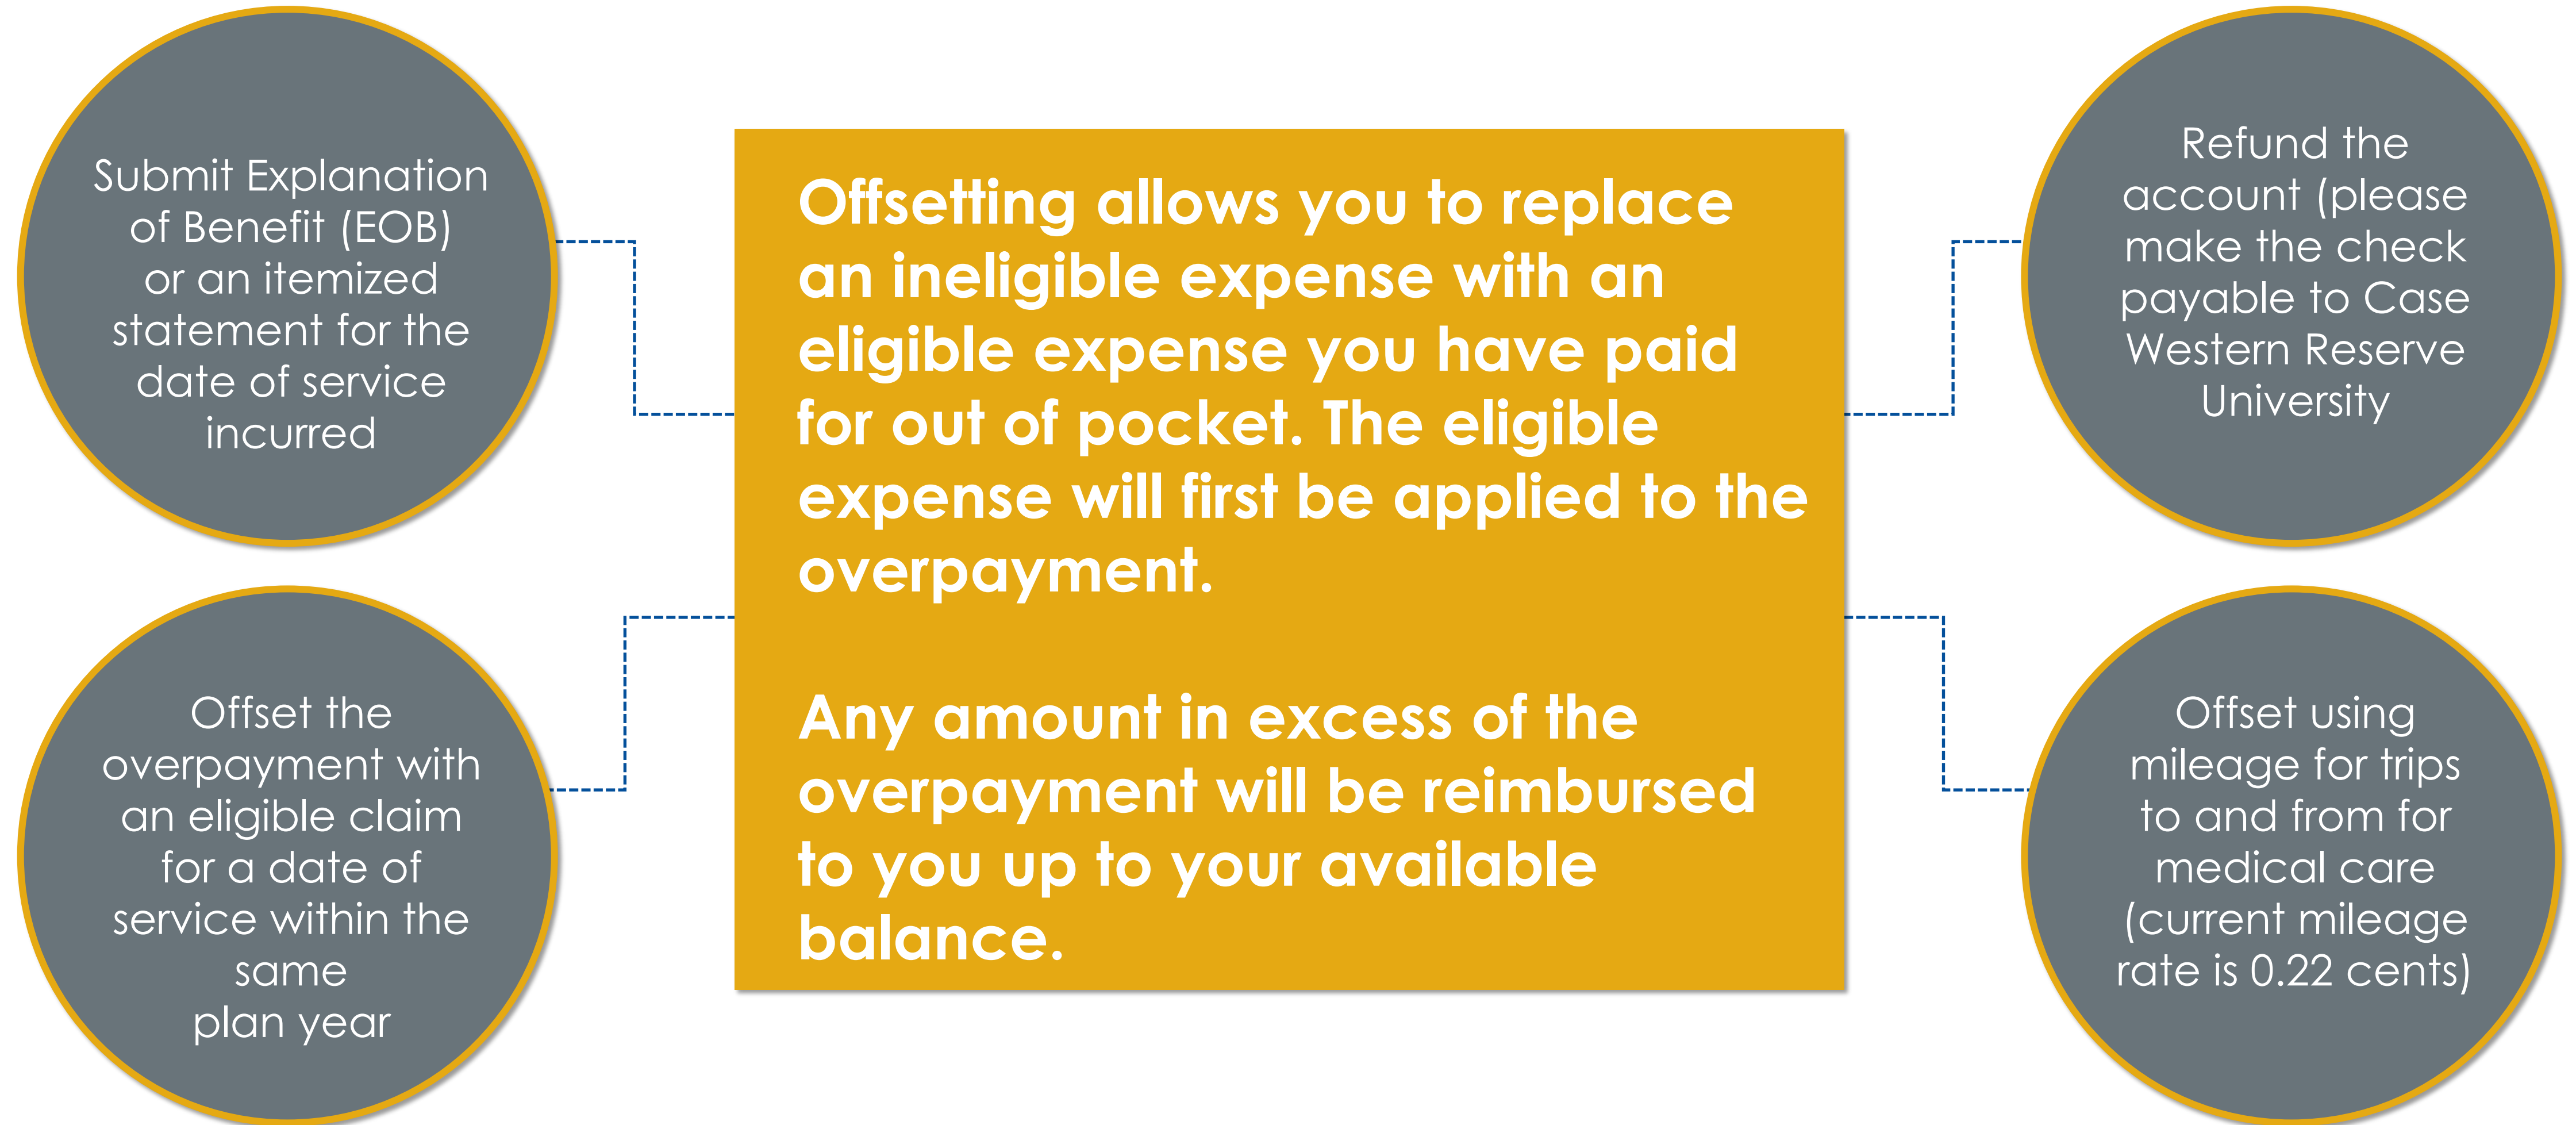 Submit Explanation
of Benefit (EOB)
or an itemized
statement for the
date of service
incurred
Offset the
overpayment with
an eligible claim
for a date of
service within the
same
plan year
Offsetting allows you to replace
an ineligible expense with an
eligible expense you have paid
for out of pocket. The eligible
expense will first be applied to the
overpayment.
Any amount in excess of the
overpayment will be reimbursed
to you up to your available
balance.
Refund the
account (please
make the check
payable to Case
Western Reserve
University
Offset using
mileage for trips
to and from for
medical care
(current mileage
rate is 0.22 cents)